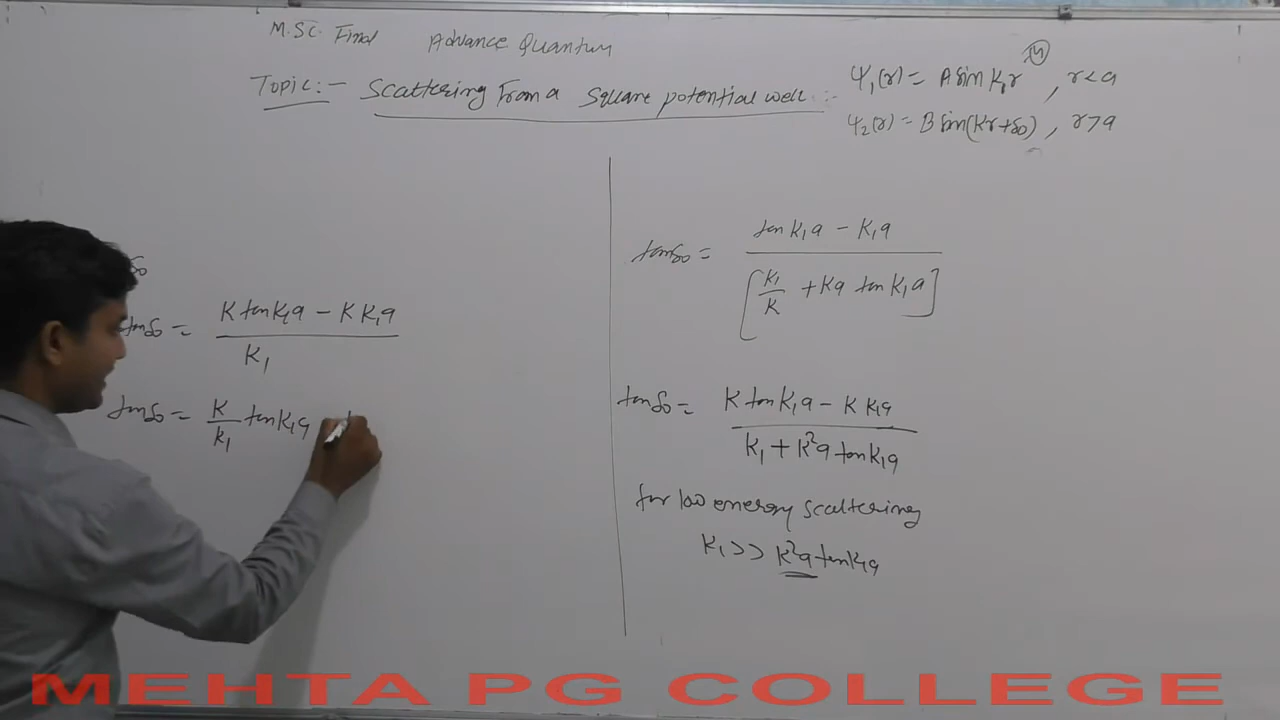 M.Sc. Final Advance Quantum
Topic:- Scattering From a Square potential well :-
(14)
ψ₁(r) = A sin K₁r , r < a
ψ₂(r) = B sin(Kr+δ₀) , r > a
δ₀
tanδ₀ = (K tan K₁a - K K₁a) / K₁
tanδ₀ = K/K₁ tan K₁a
tanδ₀ = (tan K₁a - K₁a) / [K₁/K + Ka tan K₁a]
tanδ₀ = (K tan K₁a - K K₁a) / (K₁ + K²a tan K₁a)
for low energy scattering
K₁ >> K²a tan K₁a
MEHTA PG COLLEGE